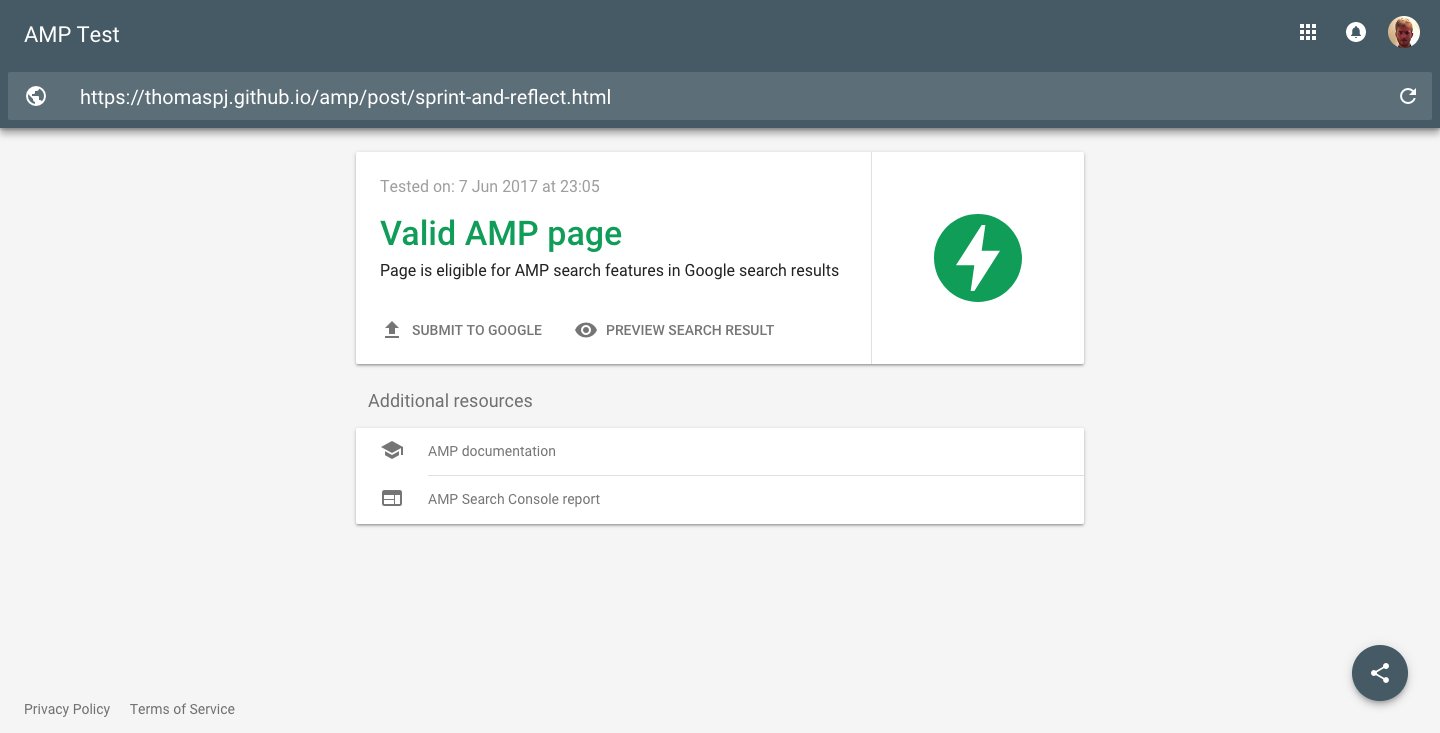 AMP Test
https://thomaspj.github.io/amp/post/sprint-and-reflect.html
Tested on: 7 Jun 2017 at 23:05
Valid AMP page
Page is eligible for AMP search features in Google search results
SUBMIT TO GOOGLE PREVIEW SEARCH RESULT
Additional resources
AMP documentation
AMP Search Console report
Privacy Policy Terms of Service